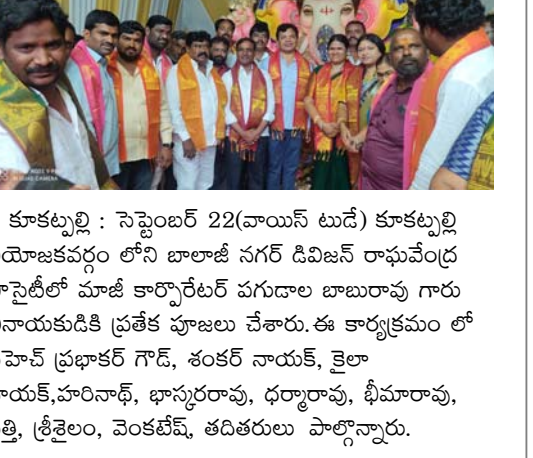 కూకట్పల్లి : సెప్టెంబర్ 22(వాయిస్ టుడే) కూకట్పల్లి
యోజకవర్గం లోని బాలాజీ నగర్ డివిజన్ రాఘవేంద్ర
సైటీలో మాజీ కార్పొరేటర్ పగుడాల బాబురావు గారు
నాయకుడికి ప్రతేక పూజలు చేశారు.ఈ కార్యక్రమం లో
హెచ్ ప్రభాకర్ గౌడ్, శంకర్ నాయక్, కైలా
యక్,హరినాథ్, భాస్కరరావు, ధర్మారావు, భీమారావు,
త్తి, శ్రీశైలం, వెంకటేష్, తదితరులు పాల్గొన్నారు.